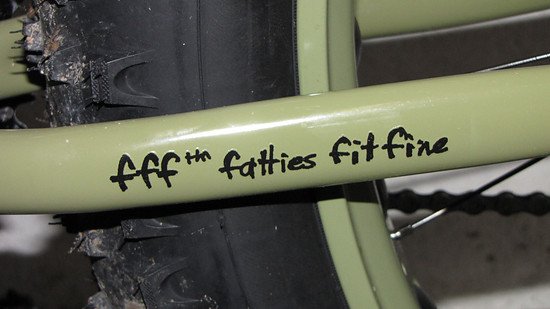 fff™ fatties fit fine